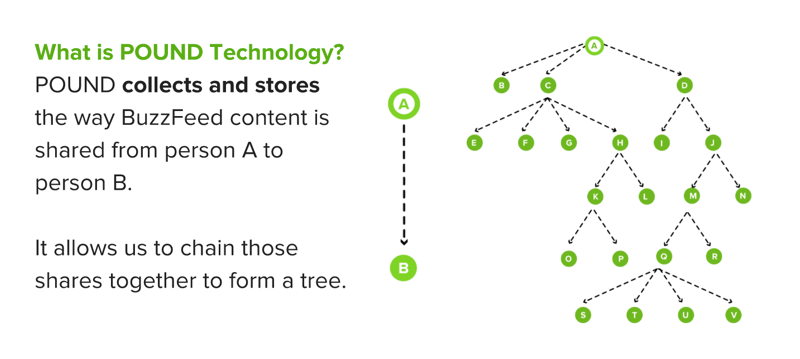 What is POUND Technology?
POUND collects and stores
the way BuzzFeed content is
shared from person A to
person B.
It allows us to chain those
shares together to form a tree.
A
B
A
B C D
E F G H I J
K L M N
O P Q R
S T U V